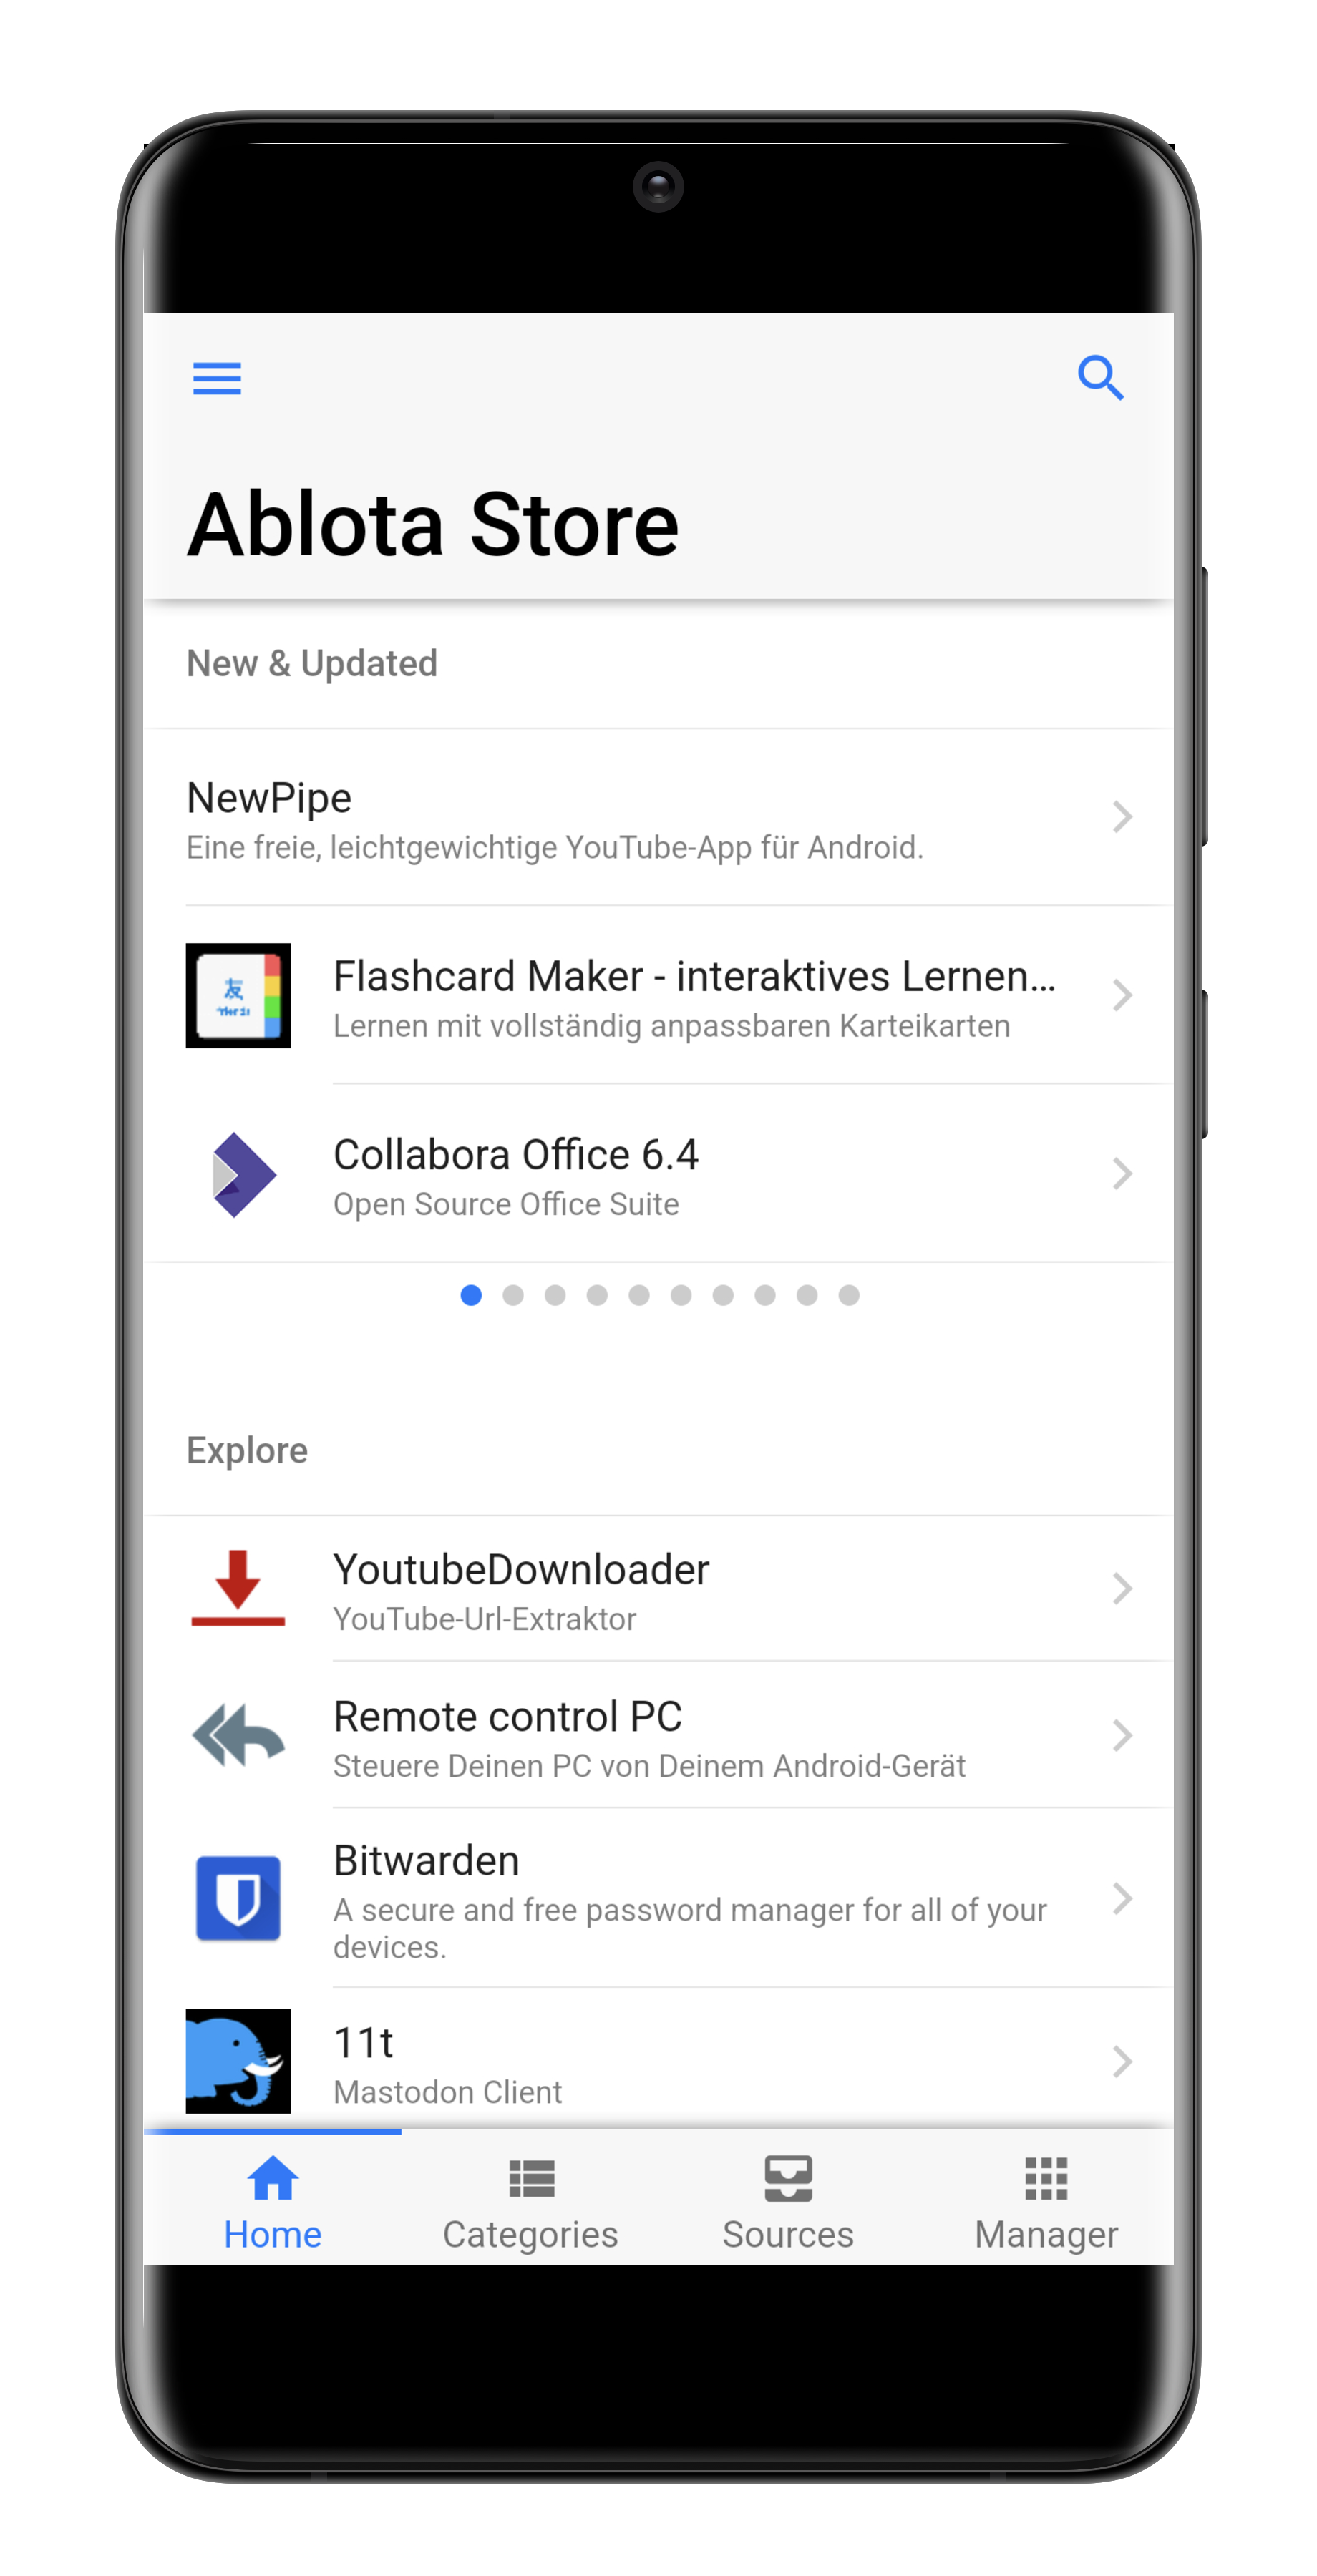 Ablota Store
New & Updated
NewPipe
Eine freie, leichtgewichtige YouTube-App für Android.
Flashcard Maker - interaktives Lernen…
Lernen mit vollständig anpassbaren Karteikarten
Collabora Office 6.4
Open Source Office Suite
Explore
YoutubeDownloader
YouTube-Url-Extraktor
Remote control PC
Steuere Deinen PC von Deinem Android-Gerät
Bitwarden
A secure and free password manager for all of your
devices.
11t
Mastodon Client
Home
Categories
Sources
Manager